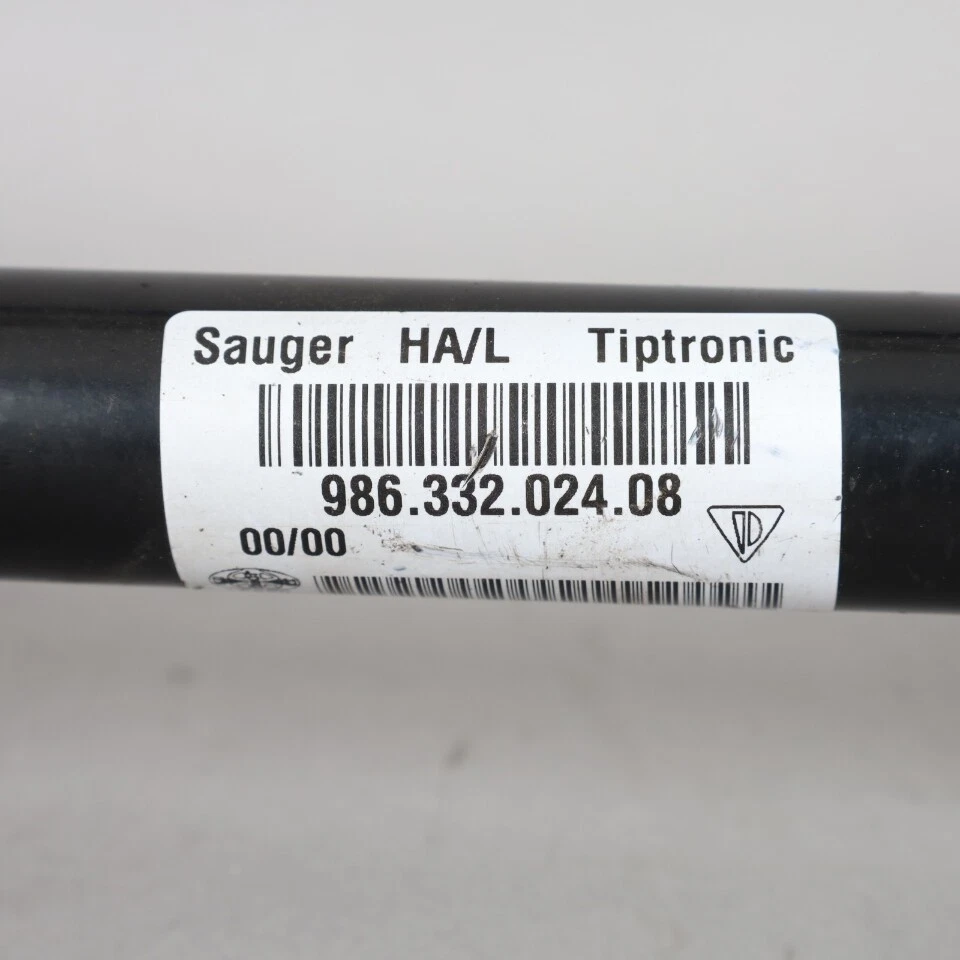 Sauger HA/L Tiptronic
986.332.024.08
00/00